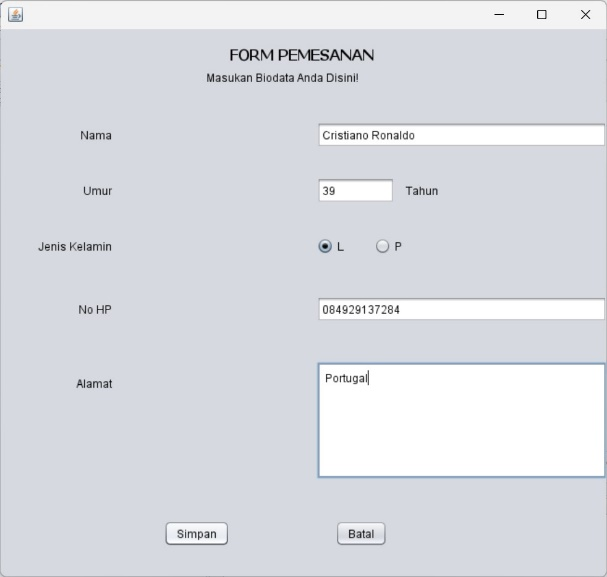 FORM PEMESANAN
Masukan Biodata Anda Disini!
Nama Cristiano Ronaldo
Umur 39 Tahun
Jenis Kelamin L P
No HP 084929137284
Alamat Portugal
Simpan Batal